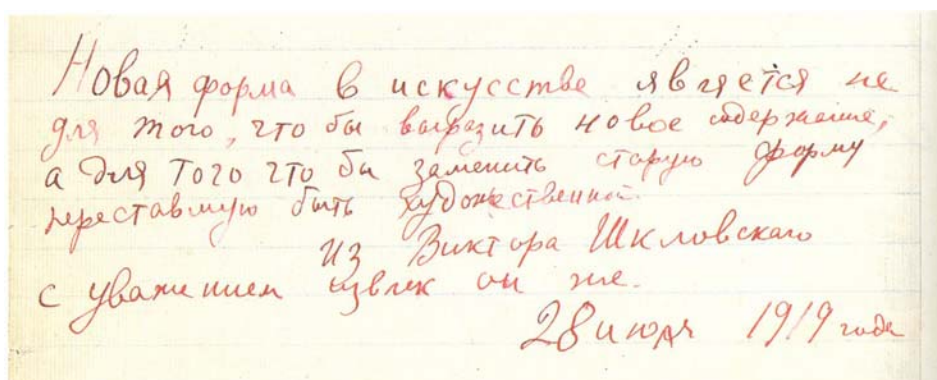 Новая форма в искусстве является не
для того, что бы выразить новое содержание,
а для того что бы заменить старую форму
переставшую быть художественной.
Из Виктора Шкловскаго
с уважением извлек он же.
28 июля 1919 года